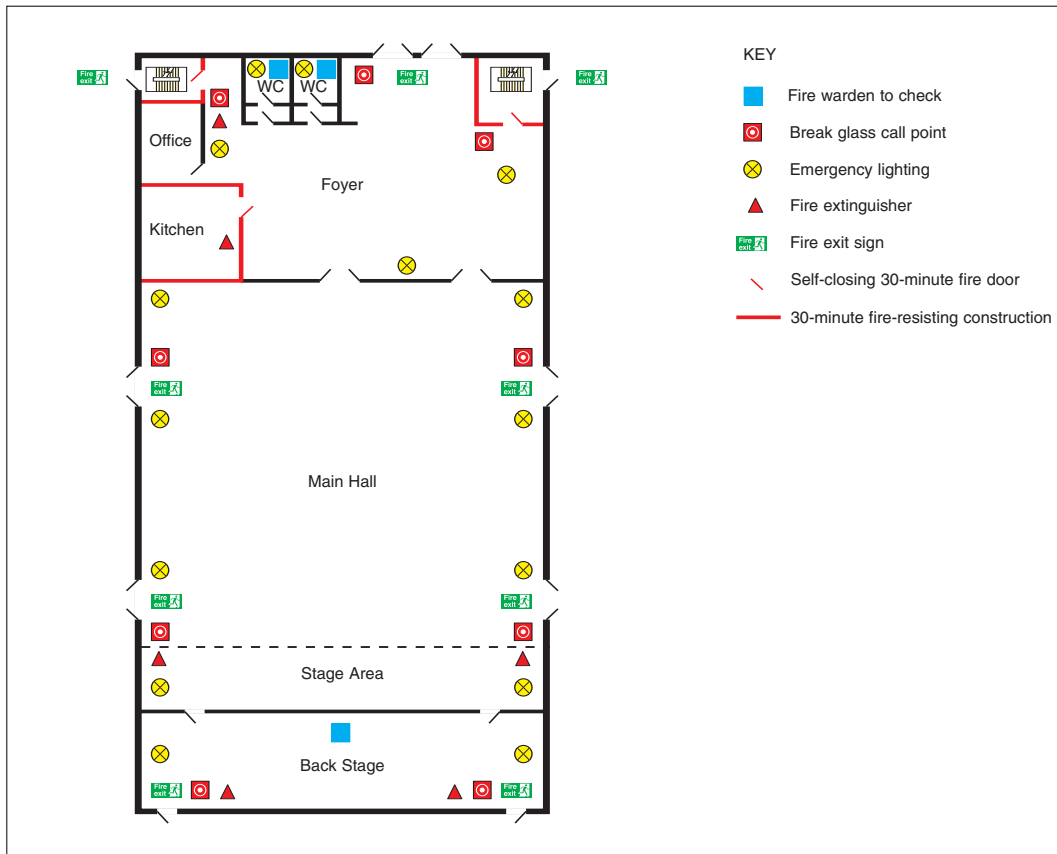 KEY
Fire
exit
Fire
exit
Fire
exit
WC
WC
Fire warden to check
Break glass call point
Office
Emergency lighting
Foyer
Fire extinguisher
Kitchen
Fire
exit
Fire exit sign
Self-closing 30-minute fire door
30-minute fire-resisting construction
Fire
exit
Fire
exit
Main Hall
Fire
exit
Fire
exit
Stage Area
Back Stage
Fire
exit
Fire
exit